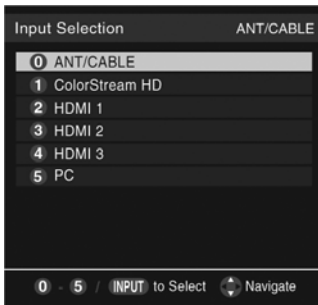 Input Selection ANT/CABLE
0 ANT/CABLE
1 ColorStream HD
2 HDMI 1
3 HDMI 2
4 HDMI 3
5 PC
0 - 5 / INPUT to Select Navigate